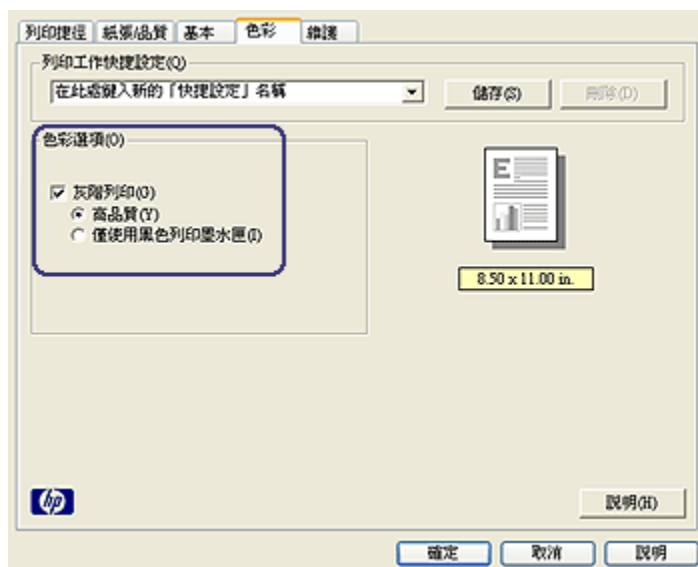 列印捷徑 紙張/品質 基本 色彩 維護
列印工作快捷設定(Q)
在此處鍵入新的「快捷設定」名稱 儲存(S) 刪除(D)
色彩選項(O)
灰階列印(G)
高品質(Y)
僅使用黑色列印墨水匣(I)
E
8.50 x 11.00 in.
hp
說明(H)
確定 取消 說明